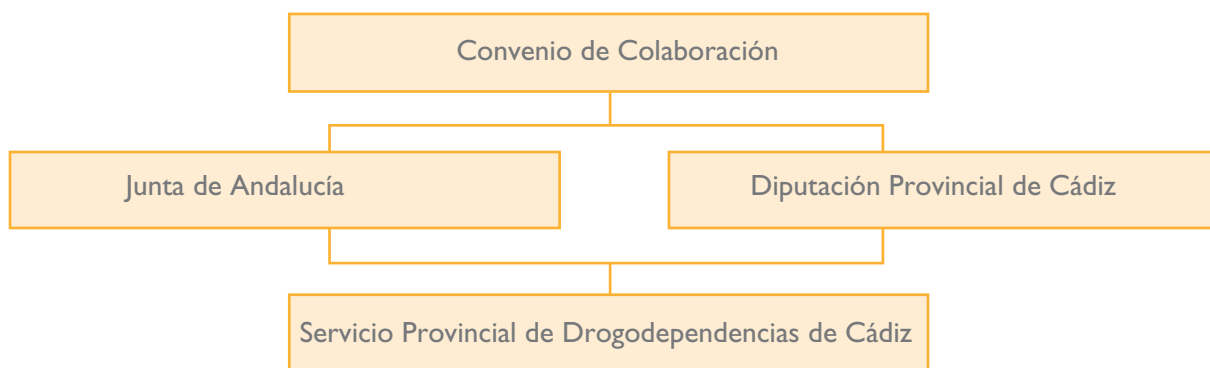 Convenio de Colaboración
Junta de Andalucía
Diputación Provincial de Cádiz
Servicio Provincial de Drogodependencias de Cádiz